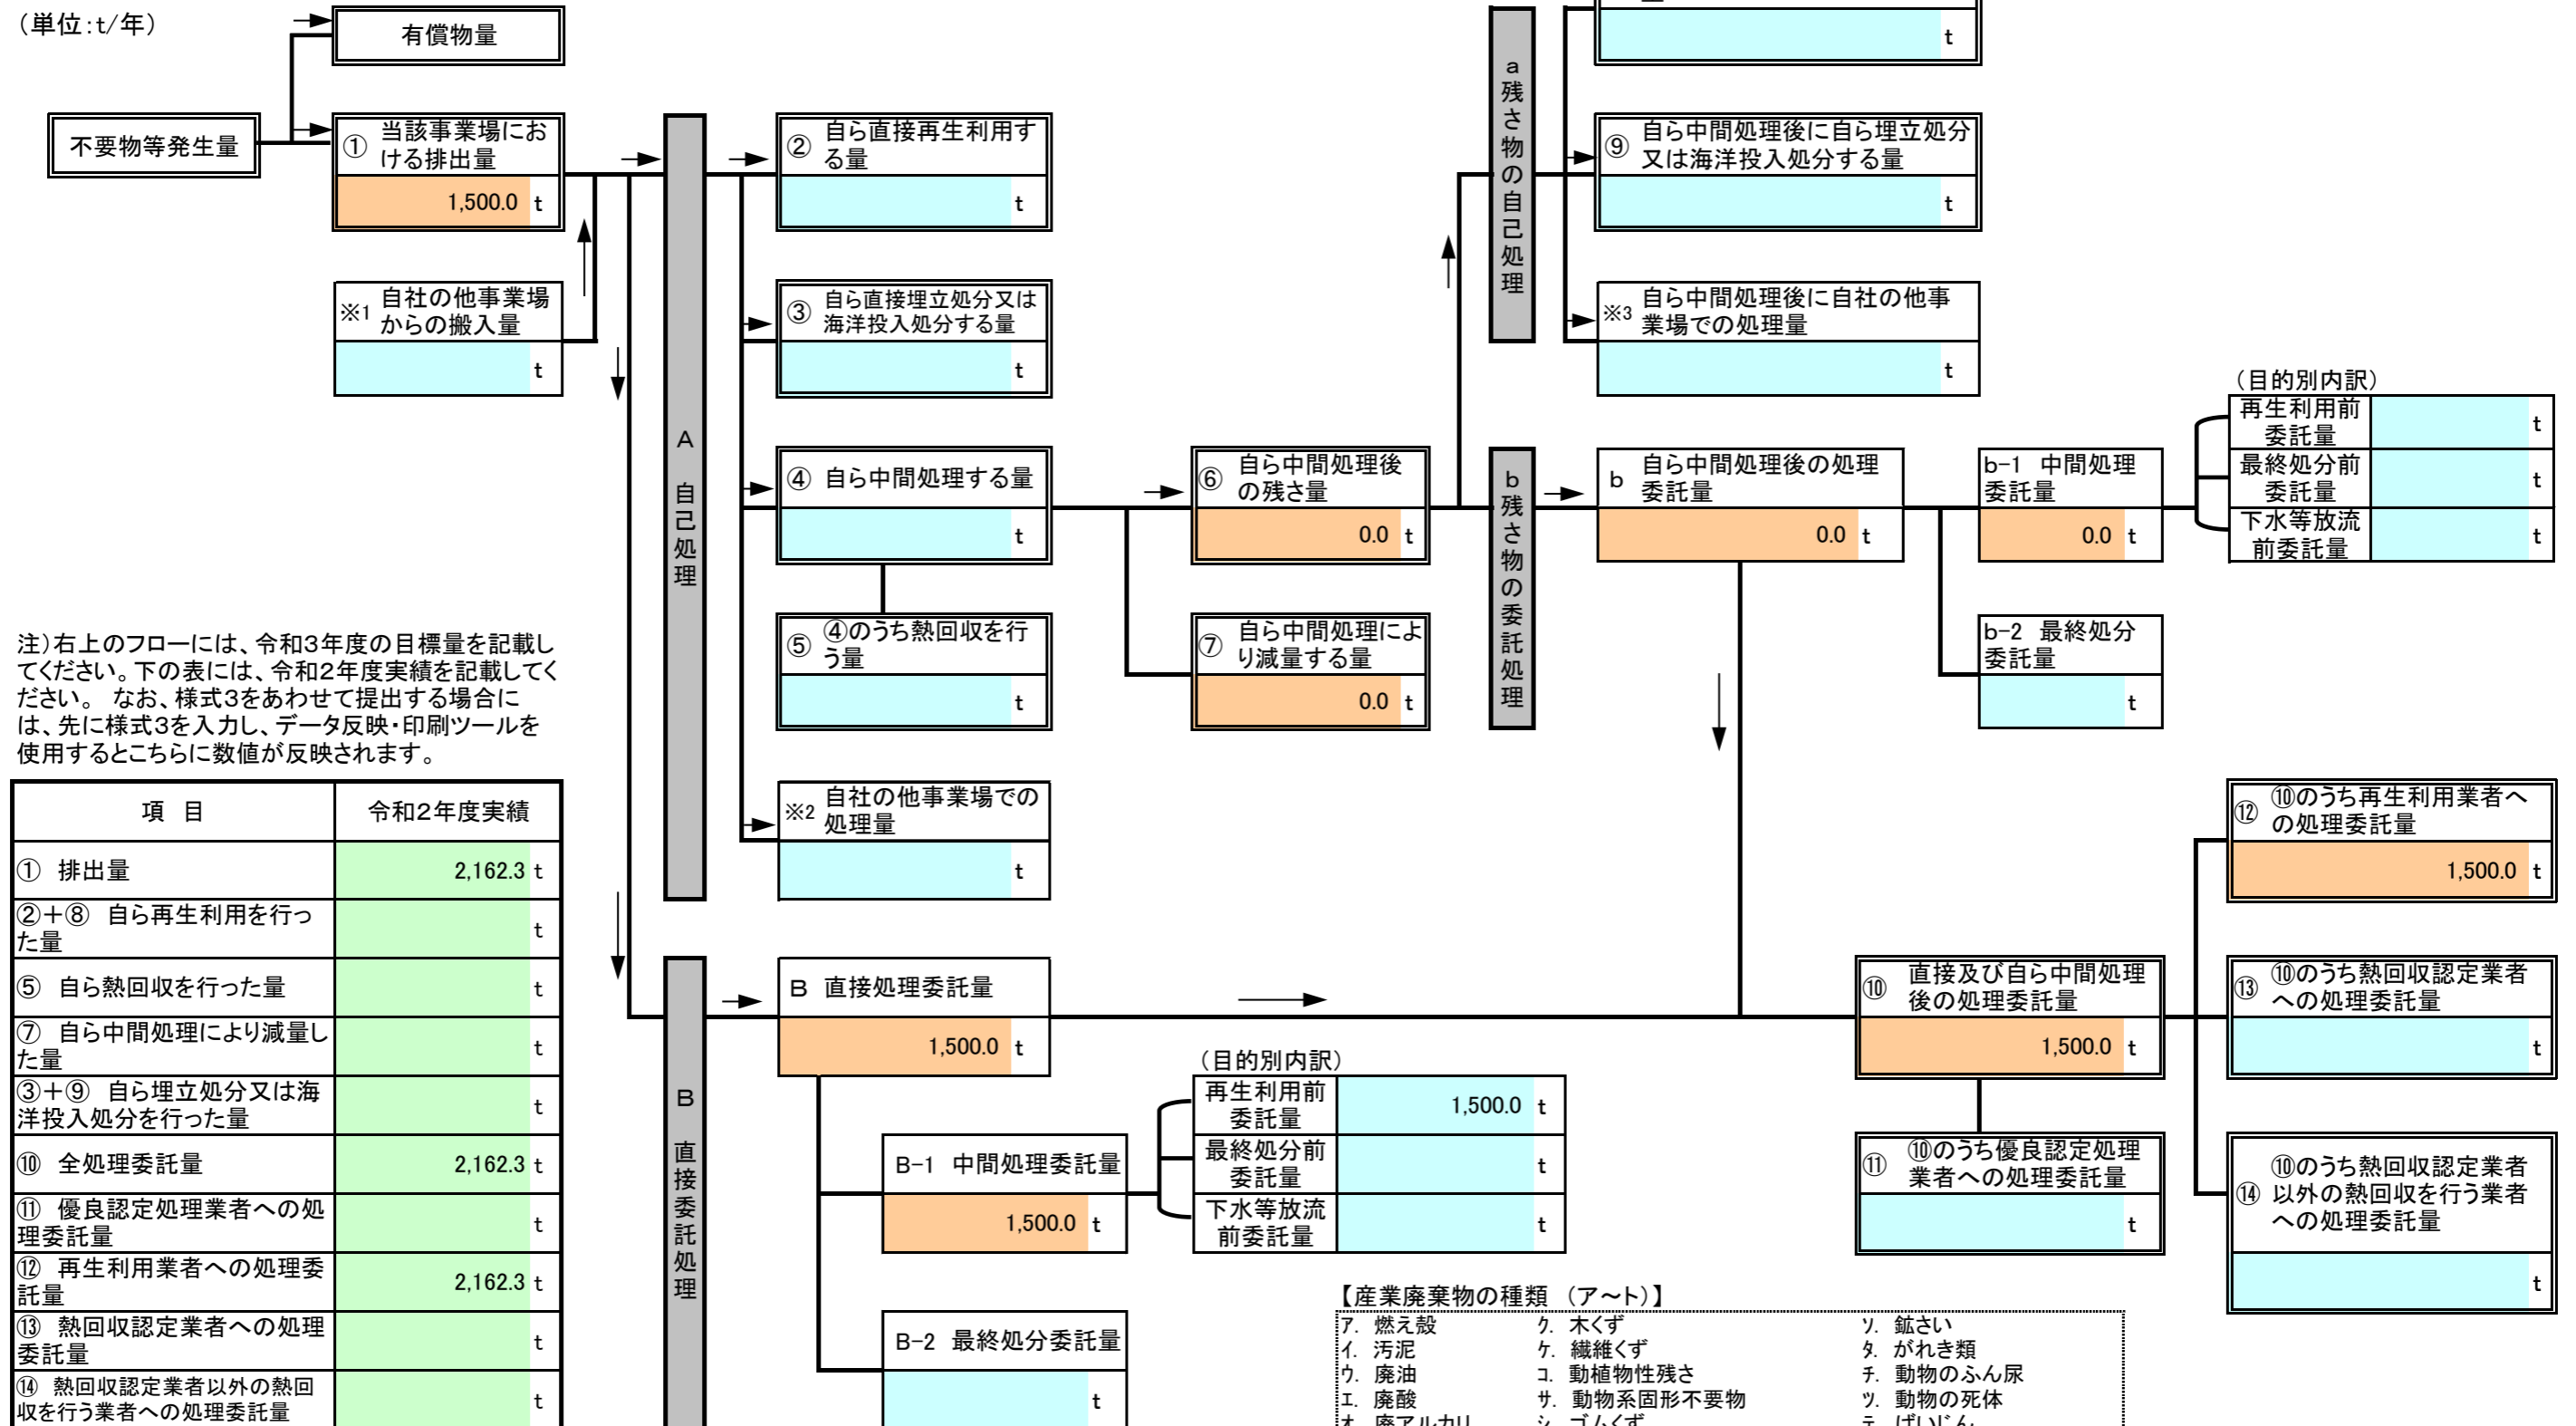 （単位：t/年）
有償物量
不要物等発生量
① 当該事業場にお
ける排出量
1,500.0 t
※1 自社の他事業場
からの搬入量
t
A 自己処理
② 自ら直接再生利用す
る量
t
③ 自ら直接埋立処分又は
海洋投入処分する量
t
④ 自ら中間処理する量
t
⑤ ④のうち熱回収を行
う量
t
※2 自社の他事業場での
処理量
t
⑥ 自ら中間処理後
の残さ量
0.0 t
⑦ 自ら中間処理によ
り減量する量
0.0 t
a 残さ物の自己処理
t
⑨ 自ら中間処理後に自ら埋立処分
又は海洋投入処分する量
t
※3 自ら中間処理後に自社の他事
業場での処理量
t
b 残さ物の委託処理
b 自ら中間処理後の処理
委託量
0.0 t
b-1 中間処理
委託量
0.0 t
（目的別内訳）
再生利用前
委託量
t
最終処分前
委託量
t
下水等放流
前委託量
t
b-2 最終処分
委託量
t
注）右上のフローには、令和３年度の目標量を記載し
てください。下の表には、令和２年度実績を記載してく
ださい。 なお、様式３をあわせて提出する場合に
は、先に様式３を入力し、データ反映・印刷ツールを
使用するとこちらに数値が反映されます。
項 目 令和２年度実績
① 排出量 2,162.3 t
②＋⑧ 自ら再生利用を行っ
た量 t
⑤ 自ら熱回収を行った量 t
⑦ 自ら中間処理により減量し
た量 t
③＋⑨ 自ら埋立処分又は海
洋投入処分を行った量 t
⑩ 全処理委託量 2,162.3 t
⑪ 優良認定処理業者への処
理委託量 t
⑫ 再生利用業者への処理委
託量 2,162.3 t
⑬ 熱回収認定業者への処理
委託量 t
⑭ 熱回収認定業者以外の熱回
収を行う業者への処理委託量 t
B 直接委託処理
B 直接処理委託量
1,500.0 t
B-1 中間処理委託量
1,500.0 t
（目的別内訳）
再生利用前
委託量
1,500.0 t
最終処分前
委託量
t
下水等放流
前委託量
t
B-2 最終処分委託量
t
⑩ 直接及び自ら中間処理
後の処理委託量
1,500.0 t
⑪ ⑩のうち優良認定処理
業者への処理委託量
t
⑫ ⑩のうち再生利用業者へ
の処理委託量
1,500.0 t
⑬ ⑩のうち熱回収認定業者
への処理委託量
t
⑭ ⑩のうち熱回収認定業者
以外の熱回収を行う業者
への処理委託量
t
【産業廃棄物の種類 （ア～ト）】
ｱ. 燃え殻 ｸ. 木くず ｿ. 鉱さい
ｲ. 汚泥 ｹ. 繊維くず ﾀ. がれき類
ｳ. 廃油 ｺ. 動植物性残さ ﾁ. 動物のふん尿
ｴ. 廃酸 ｻ. 動物系固形不要物 ﾂ. 動物の死体
ｵ. 廃アルカリ ｼ. ゴムくず ﾃ. ばいじん